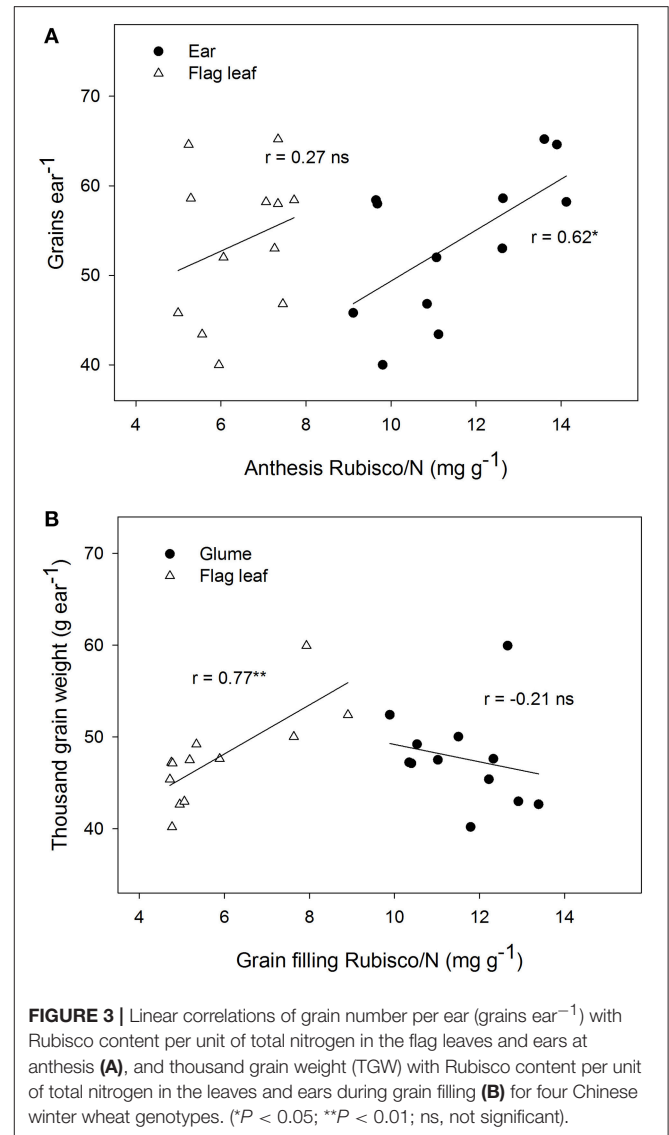 A
Ear
Flag leaf
r = 0.27 ns
r = 0.62*
70
60
50
40
Grains ear⁻¹
4 6 8 10 12 14
Anthesis Rubisco/N (mg g⁻¹)
B
Glume
Flag leaf
r = 0.77**
r = -0.21 ns
70
60
50
40
Thousand grain weight (g ear⁻¹)
4 6 8 10 12 14
Grain filling Rubisco/N (mg g⁻¹)
FIGURE 3 | Linear correlations of grain number per ear (grains ear⁻¹) with
Rubisco content per unit of total nitrogen in the flag leaves and ears at
anthesis (A), and thousand grain weight (TGW) with Rubisco content per unit
of total nitrogen in the leaves and ears during grain filling (B) for four Chinese
winter wheat genotypes. (*P < 0.05; **P < 0.01; ns, not significant).